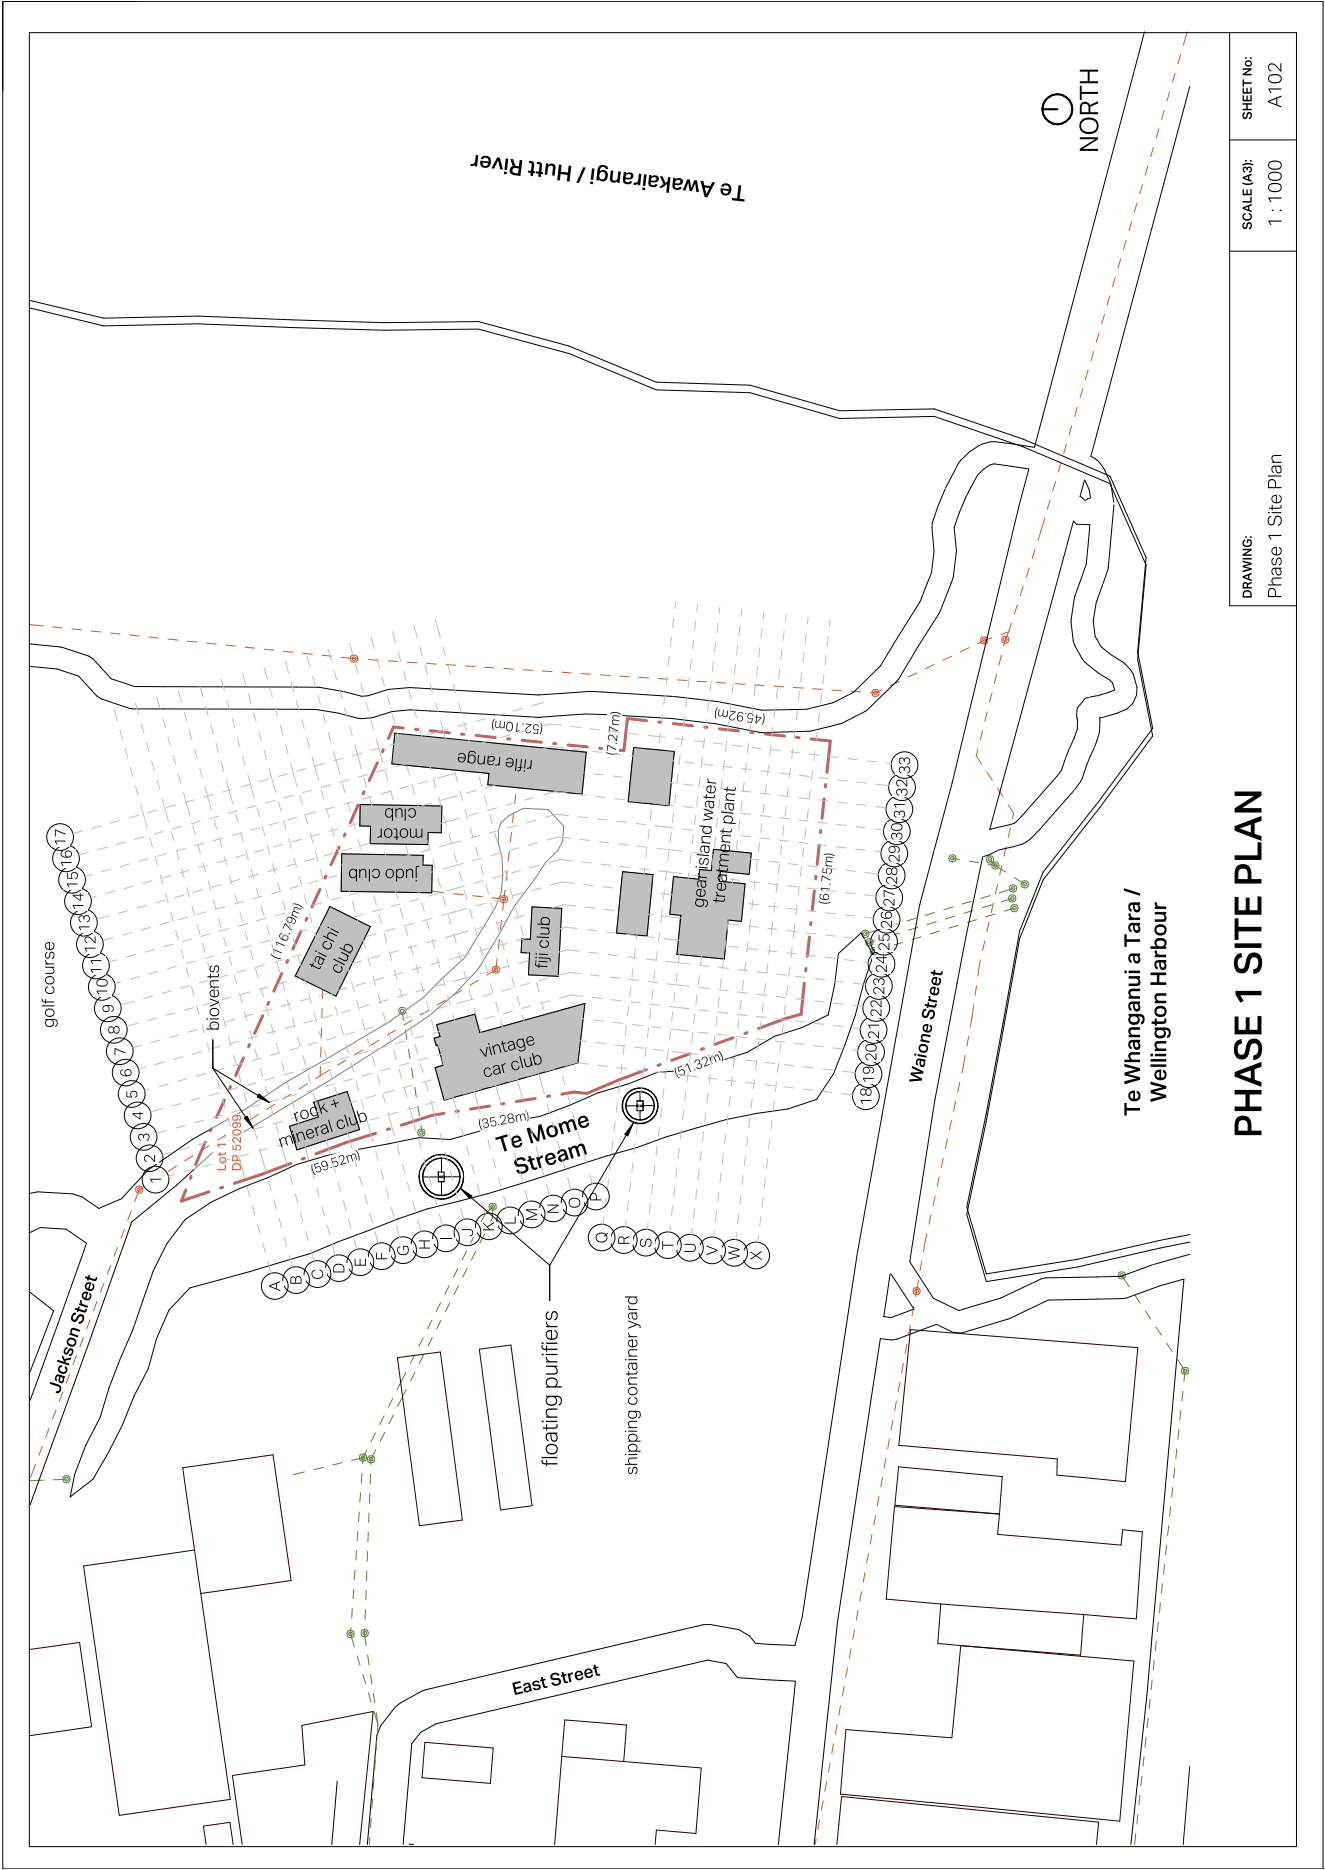 Te Awakairangi / Hutt River
NORTH
golf course
biovents
Jackson Street
Lot 1
DP 52099
1
2
3
4
5
6
7
8
9
10
11
12
13
14
15
16
17
(116.79m)
(52.10m)
(7.27m)
(45.92m)
(61.75m)
(51.32m)
(35.28m)
(59.52m)
rifle range
motor
club
judo club
tai chi
club
rock +
mineral club
fiji club
vintage
car club
gear island water
treatment plant
Te Mome
Stream
A
B
C
D
E
F
G
H
I
J
K
L
M
N
O
P
Q
R
S
T
U
V
W
X
18
19
20
21
22
23
24
25
26
27
28
29
30
31
32
33
floating purifiers
shipping container yard
Waione Street
East Street
Te Whanganui a Tara /
Wellington Harbour
PHASE 1 SITE PLAN
DRAWING:
Phase 1 Site Plan
SCALE (A3):
1 : 1000
SHEET No:
A102